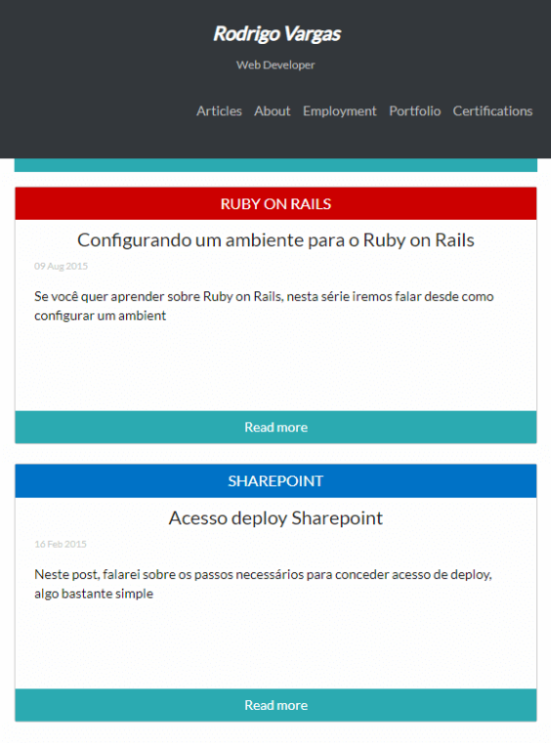 Rodrigo Vargas
Web Developer
Articles About Employment Portfolio Certifications
RUBY ON RAILS
Configurando um ambiente para o Ruby on Rails
09 Aug 2015
Se você quer aprender sobre Ruby on Rails, nesta série iremos falar desde como
configurar um ambient
Read more
SHAREPOINT
Acesso deploy Sharepoint
16 Feb 2015
Neste post, falarei sobre os passos necessários para conceder acesso de deploy,
algo bastante simple
Read more